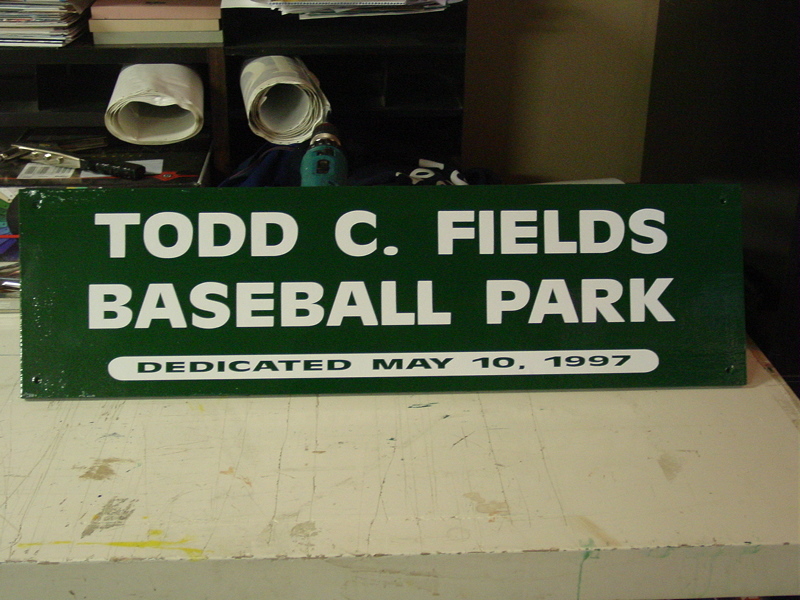 TODD C. FIELDS
BASEBALL PARK
DEDICATED MAY 10, 1997